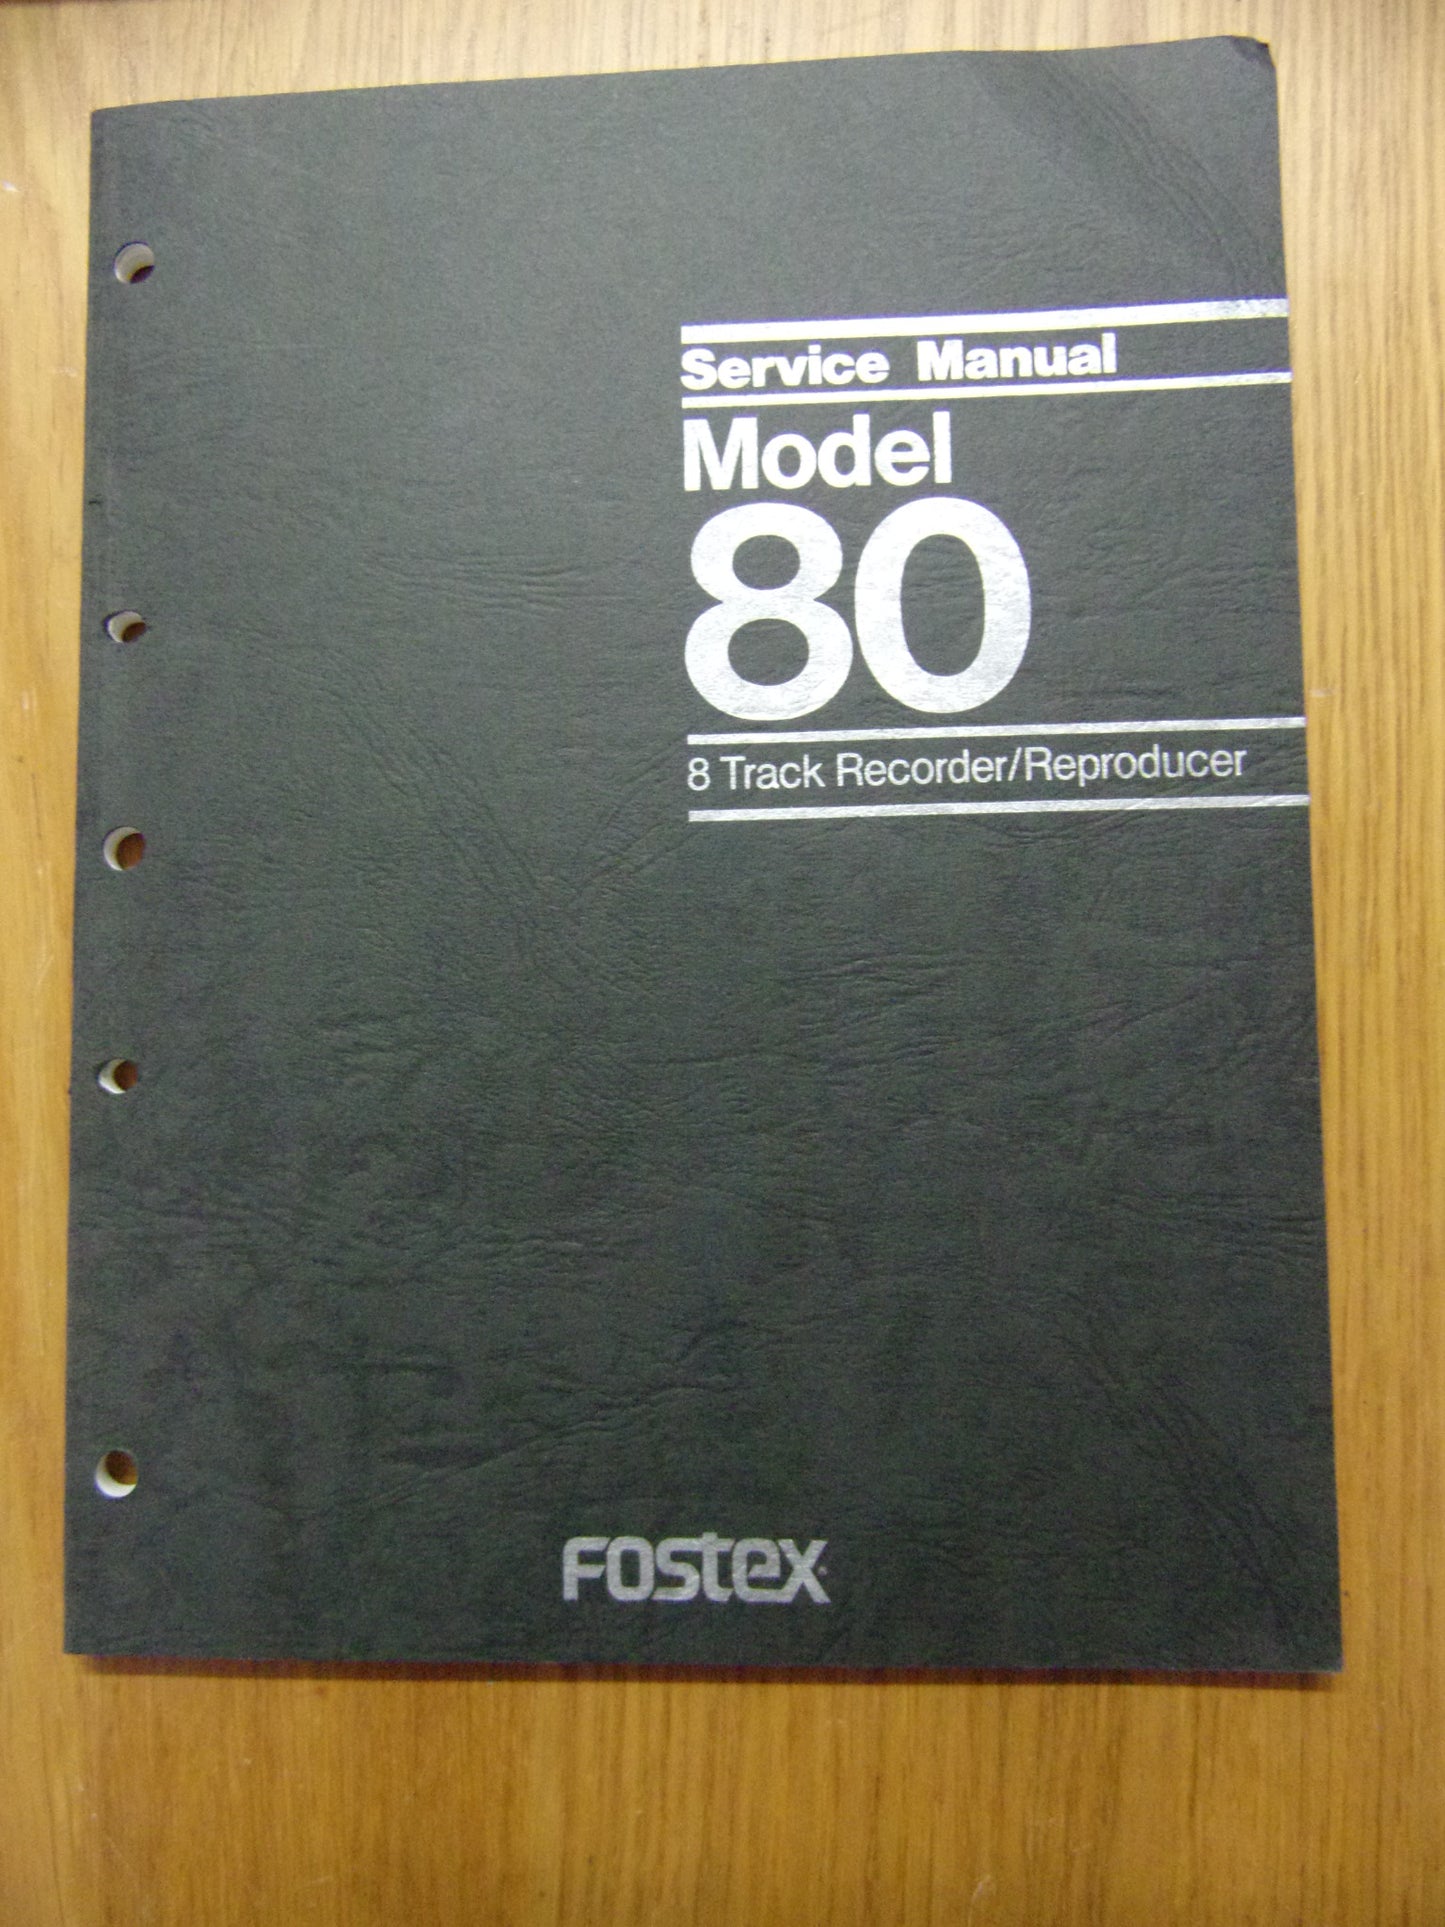 Service Manual
Model
80
8 Track Recorder/Reproducer
Fostex